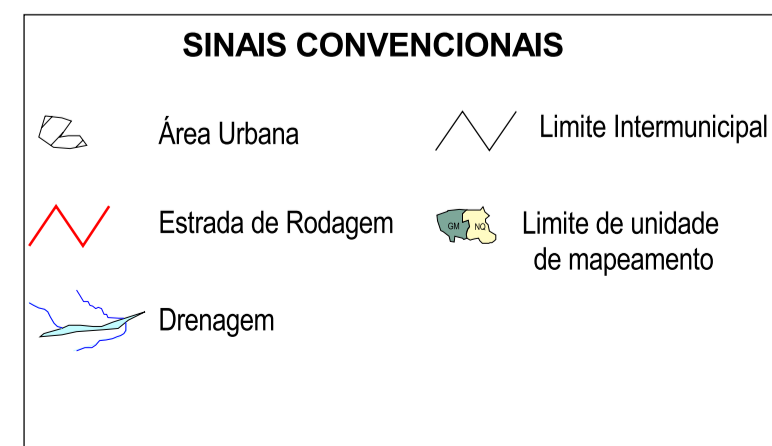 SINAIS CONVENCIONAIS
Área Urbana
Limite Intermunicipal
Estrada de Rodagem
GM NQ
Limite de unidade
de mapeamento
Drenagem